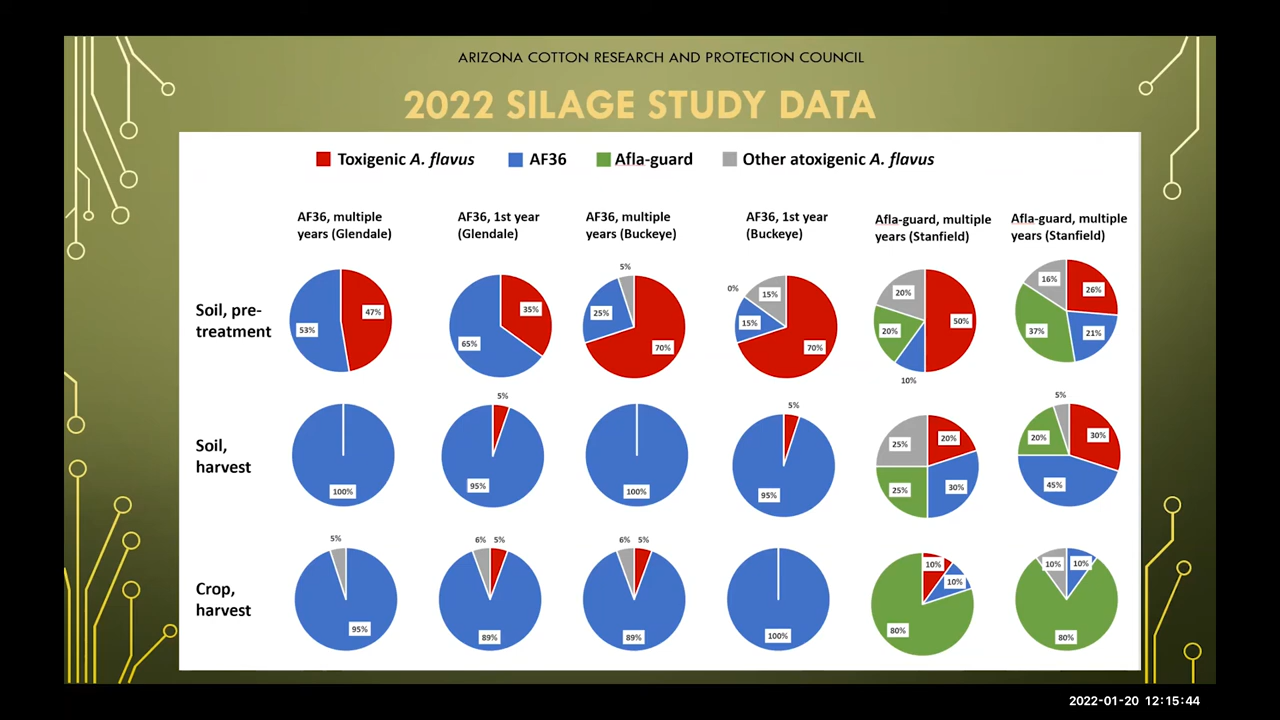 ARIZONA COTTON RESEARCH AND PROTECTION COUNCIL
2022 SILAGE STUDY DATA
Toxigenic A. flavus
AF36
Afla-guard
Other atoxigenic A. flavus
AF36, multiple
years (Glendale)
AF36, 1st year
(Glendale)
AF36, multiple
years (Buckeye)
AF36, 1st year
(Buckeye)
Afla-guard, multiple
years (Stanfield)
Afla-guard, multiple
years (Stanfield)
Soil, pre-
treatment
47%
53%
35%
65%
5%
25%
70%
0%
15%
15%
70%
20%
20%
50%
10%
16%
26%
37%
21%
Soil,
harvest
100%
5%
95%
100%
5%
95%
25%
20%
25%
30%
5%
20%
30%
45%
Crop,
harvest
5%
95%
6%
5%
89%
6%
5%
89%
100%
10%
10%
80%
10%
10%
80%
2022-01-20 12:15:44